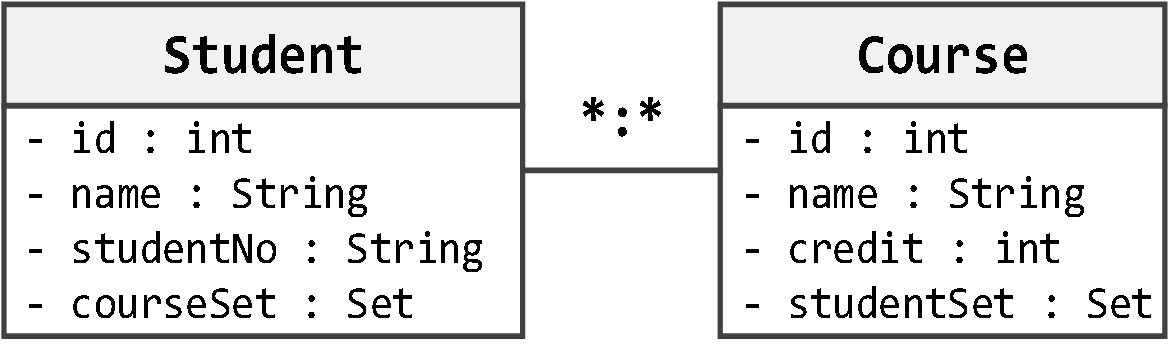 Student
- id : int
- name : String
- studentNo : String
- courseSet : Set
*:*
Course
- id : int
- name : String
- credit : int
- studentSet : Set